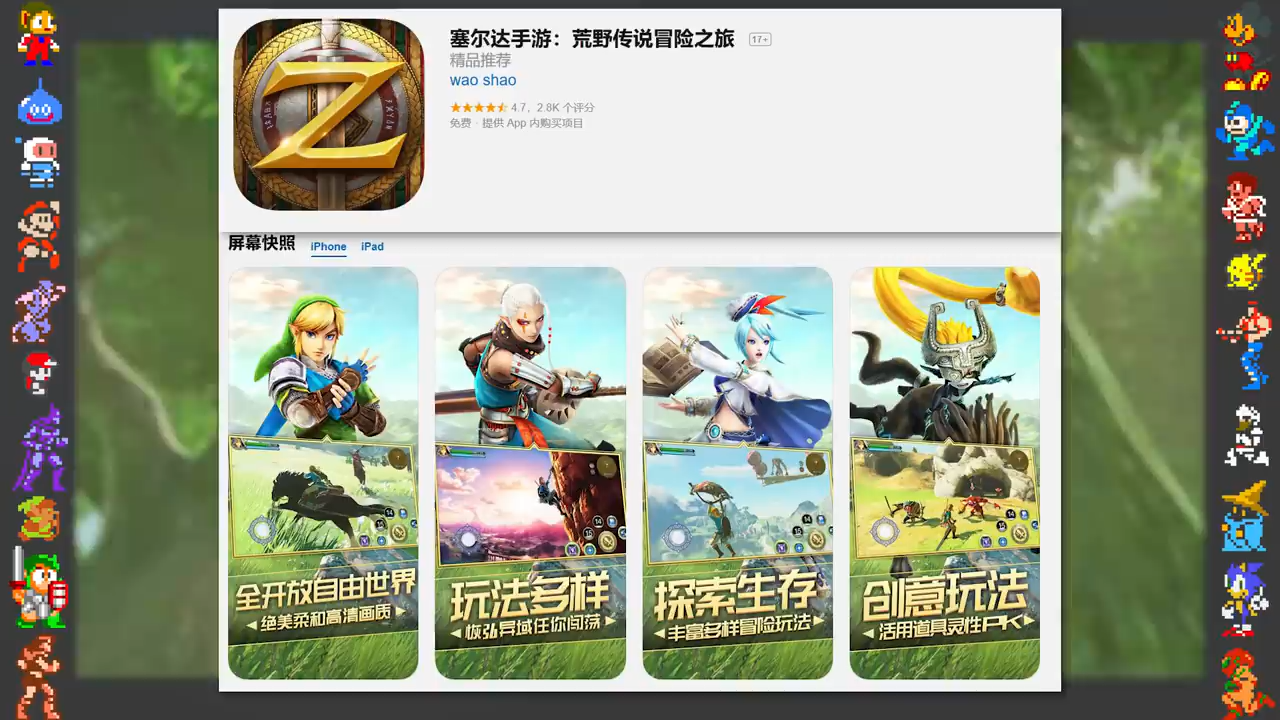 塞尔达手游：荒野传说冒险之旅 17+
精品推荐
wao shao
4.7，2.8K 个评分
免费 · 提供 App 内购买项目
Z
屏幕快照 iPhone iPad
全开放自由世界
绝美柔和高清画质
玩法多样
恢弘异域任你闯荡
探索生存
丰富多样冒险玩法
创意玩法
活用道具灵性PK